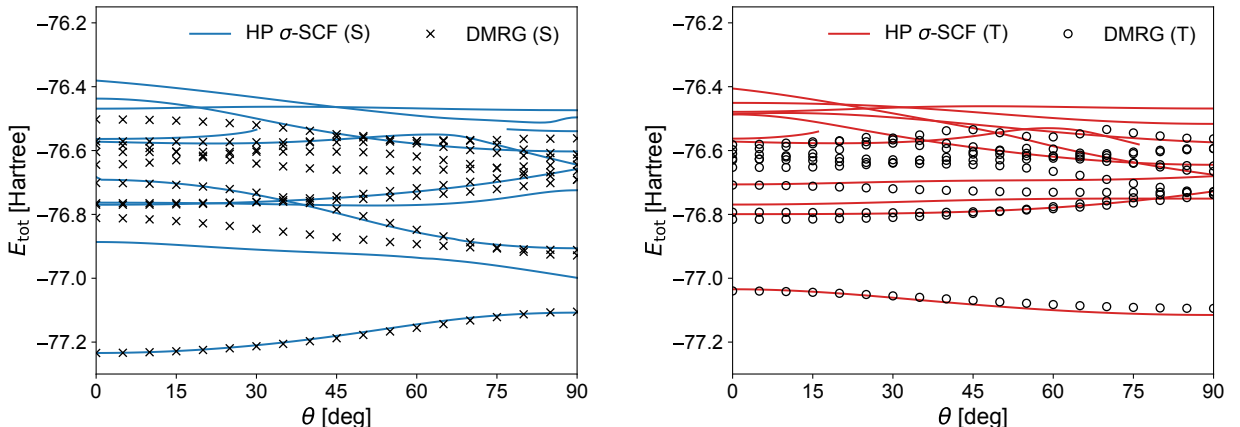 HP σ-SCF (S) DMRG (S)
−76.2
−76.4
−76.6
−76.8
−77.0
−77.2
E_tot [Hartree]
0 15 30 45 60 75 90
θ [deg]
HP σ-SCF (T) DMRG (T)
−76.2
−76.4
−76.6
−76.8
−77.0
−77.2
E_tot [Hartree]
0 15 30 45 60 75 90
θ [deg]